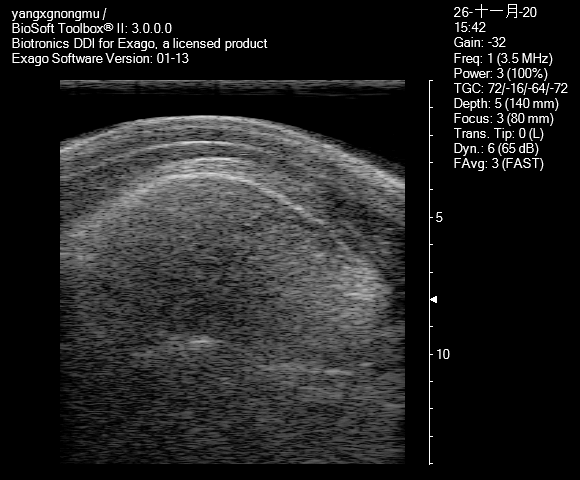 yangxgnongmu /
BioSoft Toolbox® II: 3.0.0.0
Biotronics DDI for Exago, a licensed product
Exago Software Version: 01-13
26-十一月-20
15:42
Gain: -32
Freq: 1 (3.5 MHz)
Power: 3 (100%)
TGC: 72/-16/-64/-72
Depth: 5 (140 mm)
Focus: 3 (80 mm)
Trans. Tip: 0 (L)
Dyn.: 6 (65 dB)
FAvg: 3 (FAST)
5
10